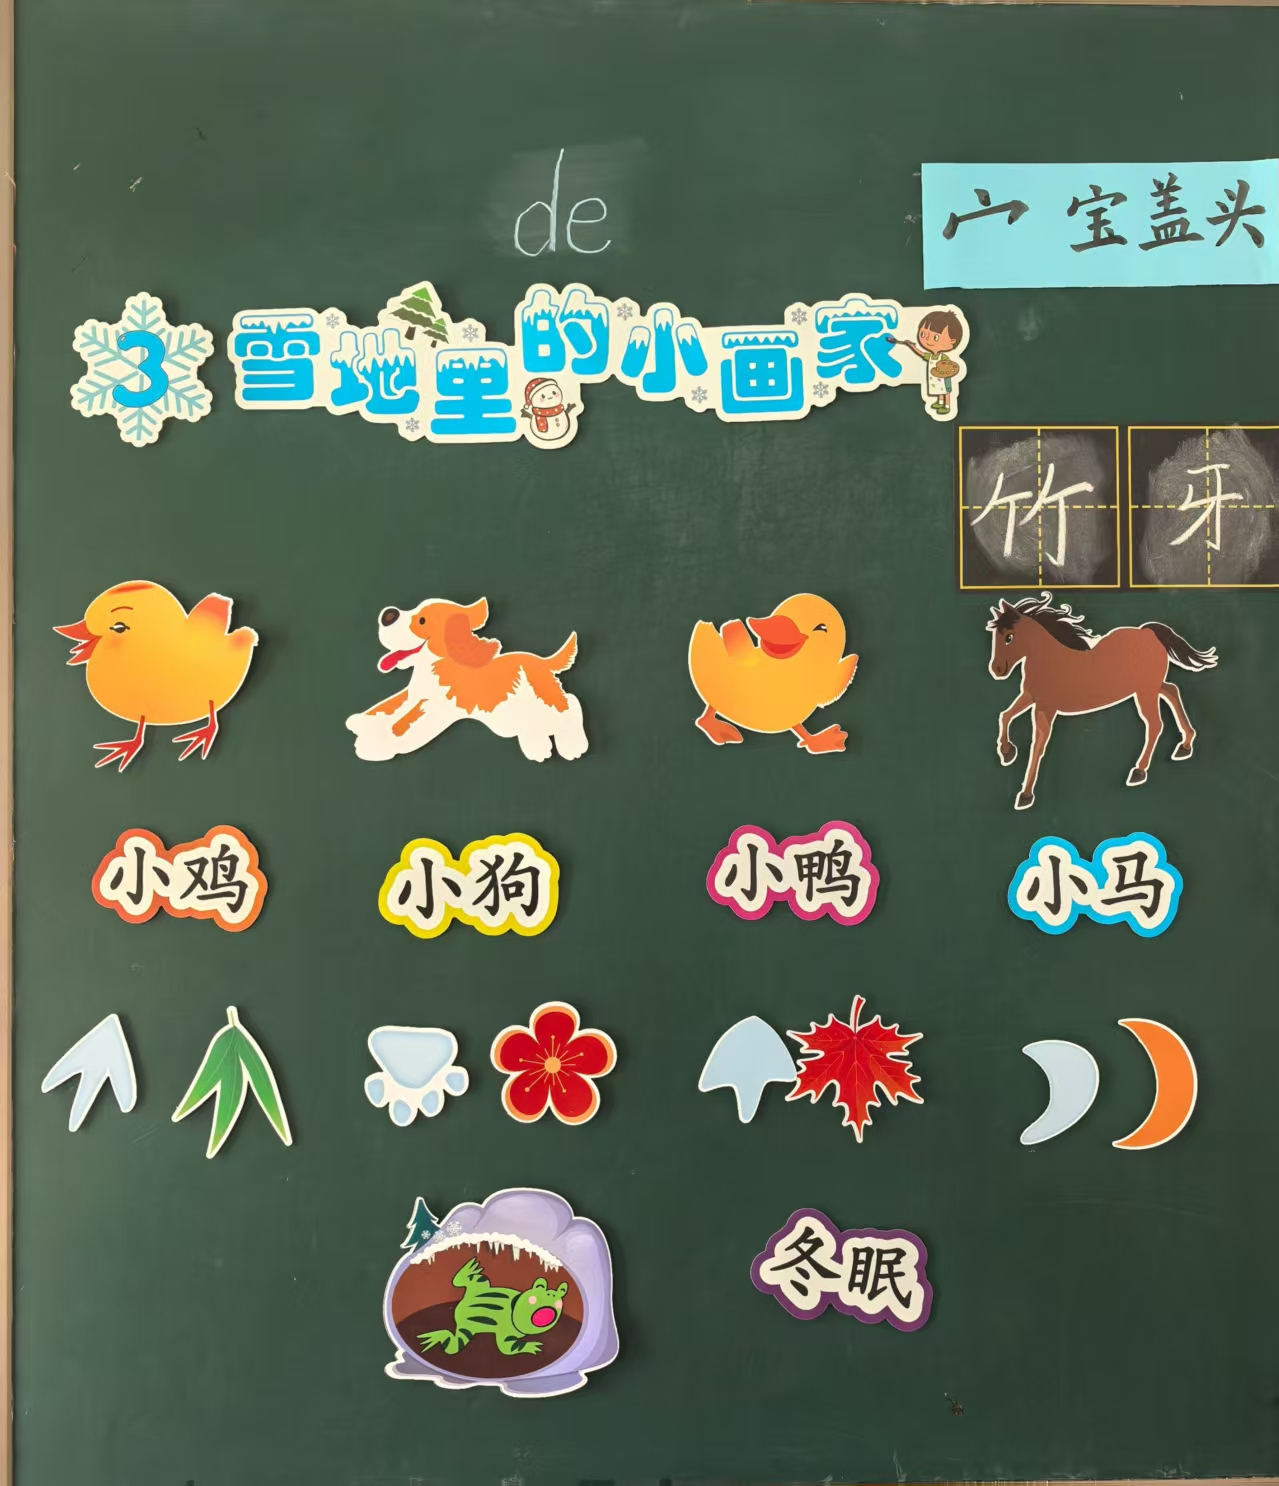 de
宀 宝盖头
3 雪地里的小画家
竹 牙
小鸡 小狗 小鸭 小马
冬眠